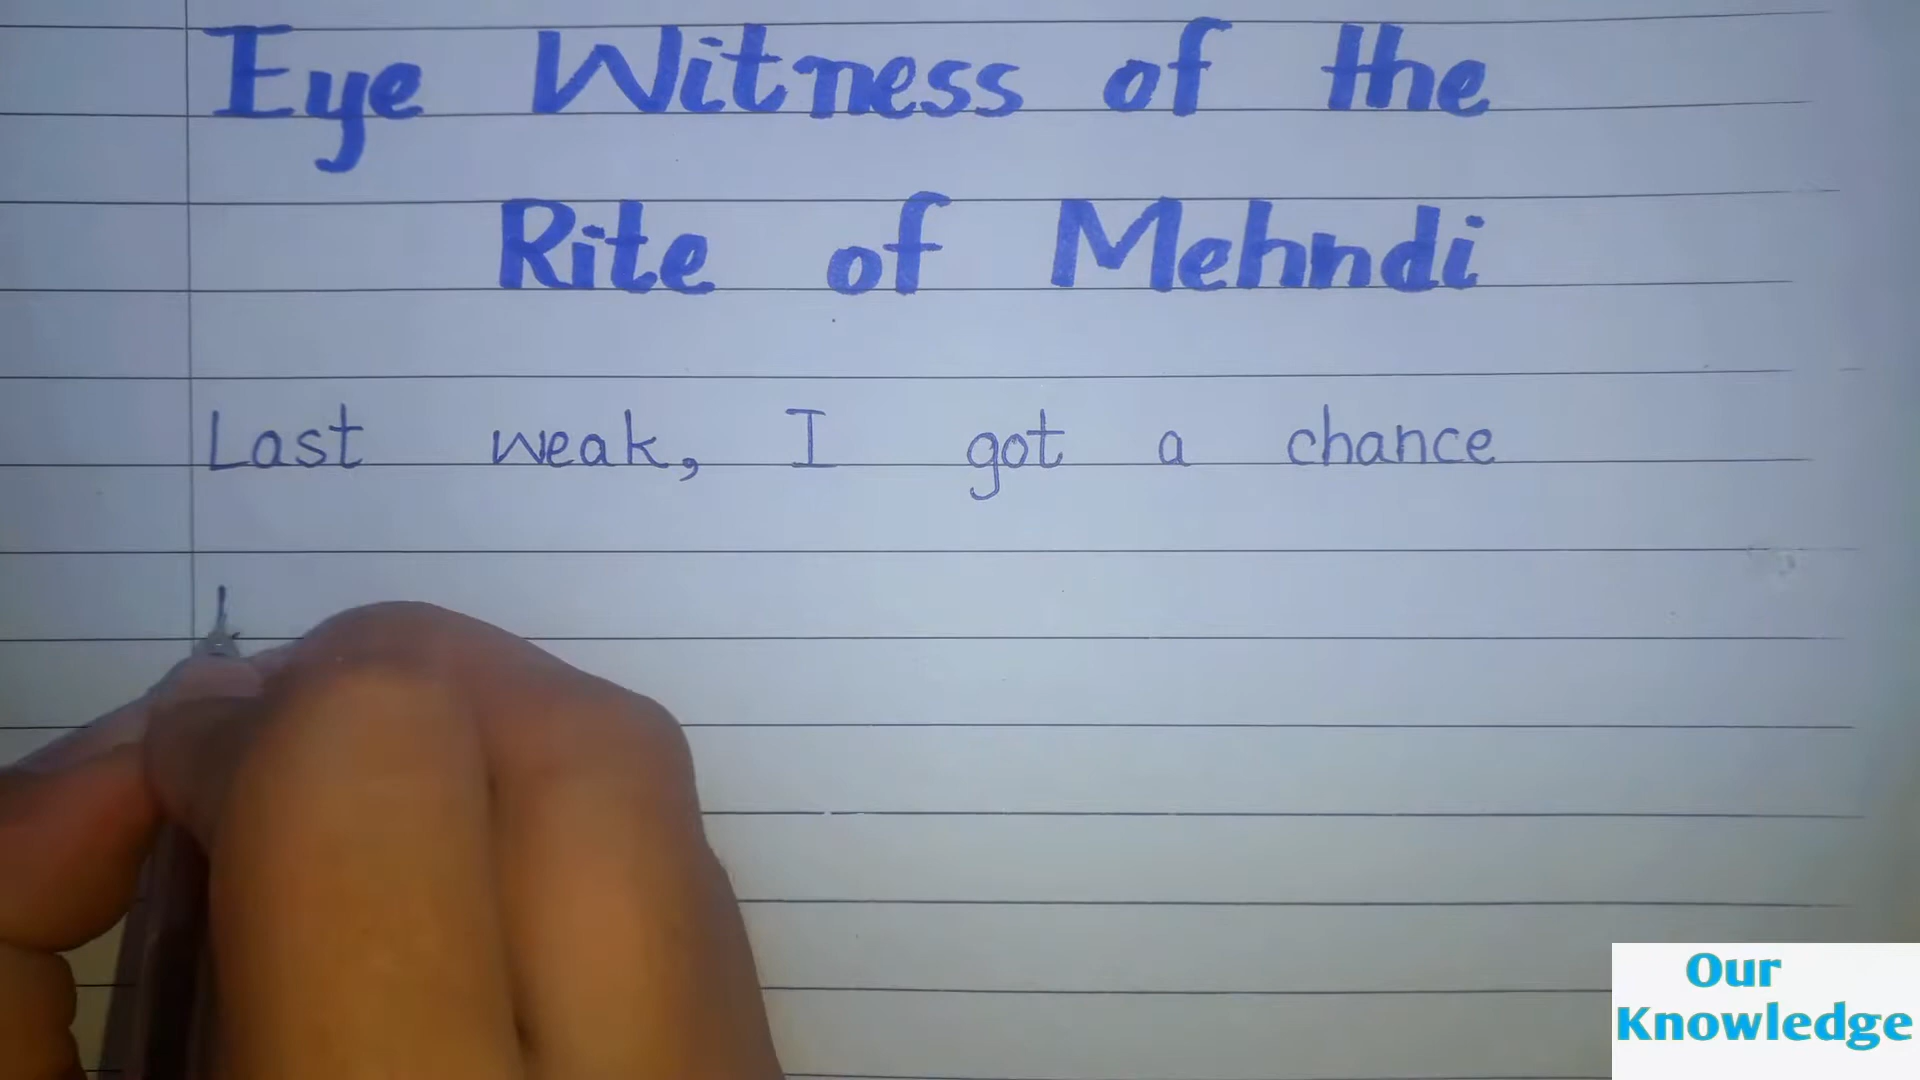 Eye Witness of the
Rite of Mehndi
Last weak, I got a chance
Our
Knowledge